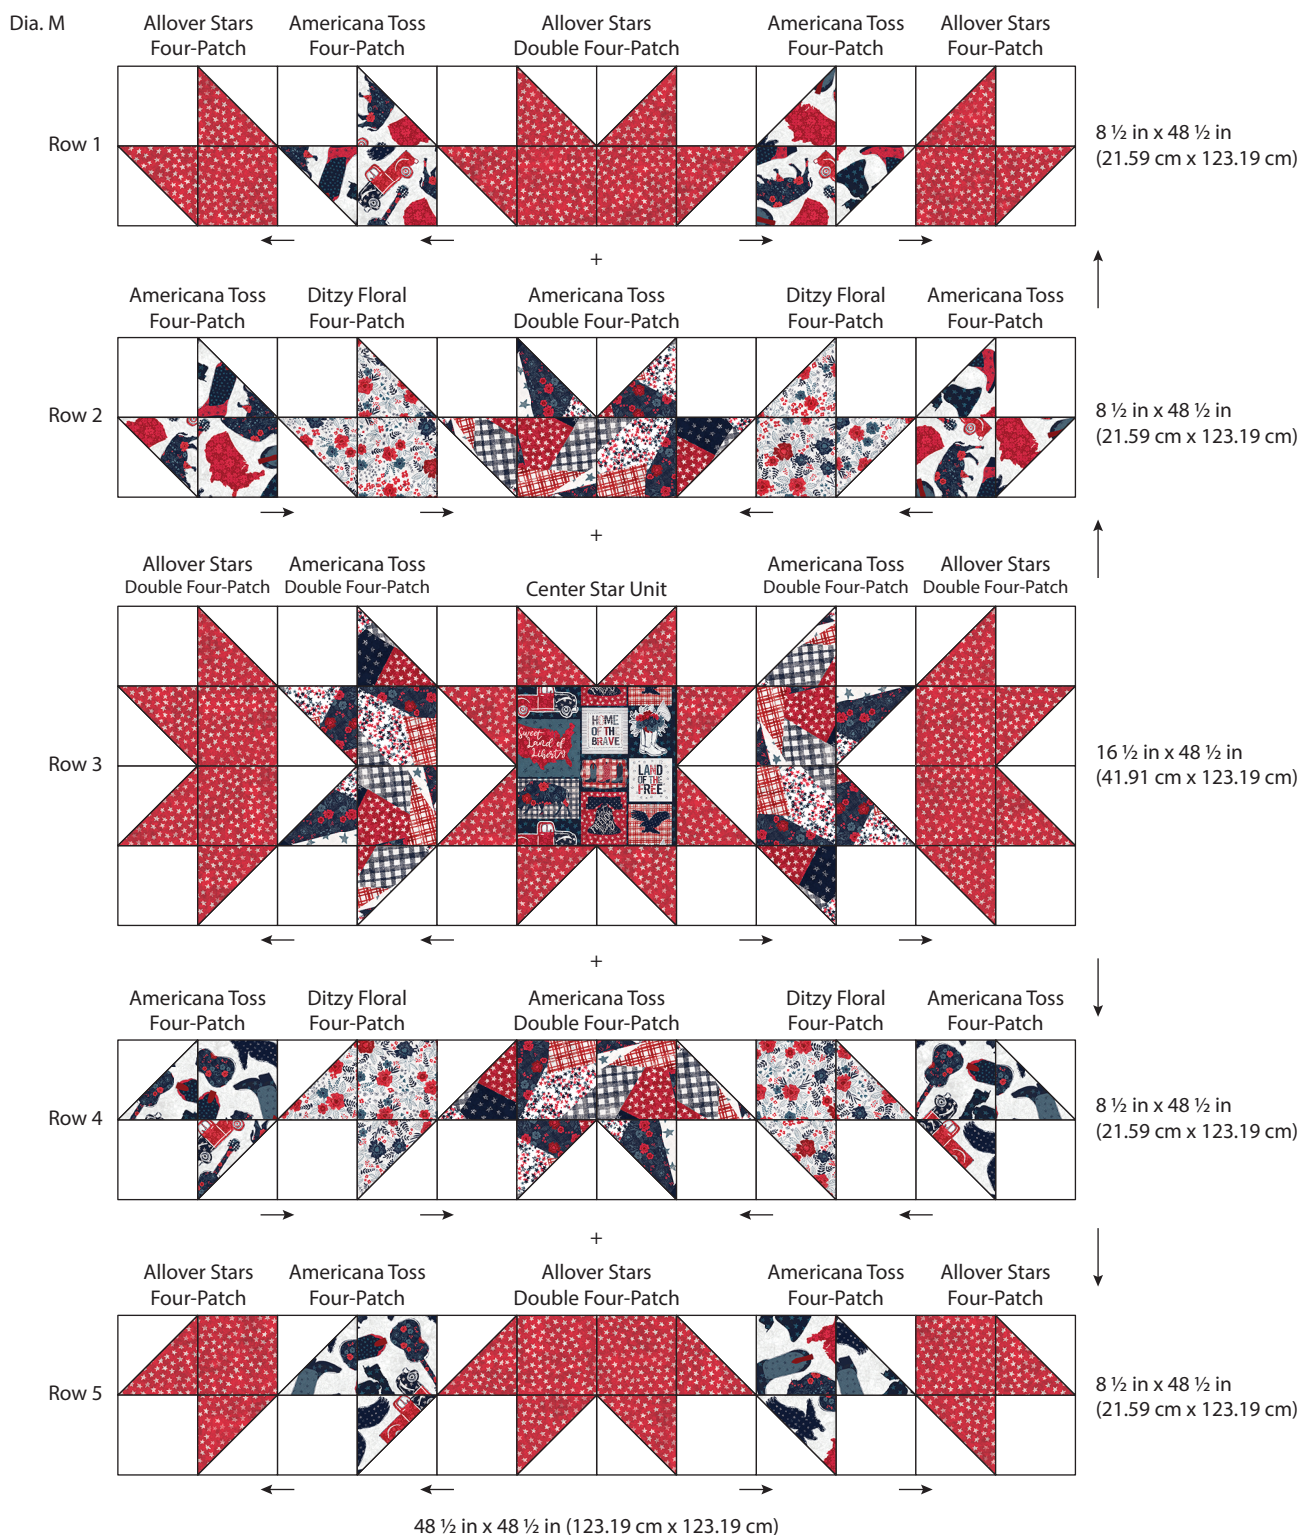 Dia. M
Allover Stars
Four-Patch
Americana Toss
Four-Patch
Allover Stars
Double Four-Patch
Americana Toss
Four-Patch
Allover Stars
Four-Patch
Row 1
8 ½ in x 48 ½ in
(21.59 cm x 123.19 cm)
+
Americana Toss
Four-Patch
Ditzy Floral
Four-Patch
Americana Toss
Double Four-Patch
Ditzy Floral
Four-Patch
Americana Toss
Four-Patch
Row 2
8 ½ in x 48 ½ in
(21.59 cm x 123.19 cm)
+
Allover Stars
Double Four-Patch
Americana Toss
Double Four-Patch
Center Star Unit
Americana Toss
Double Four-Patch
Allover Stars
Double Four-Patch
Row 3
Sweet
Land of
Liberty
HOME
OF THE
BRAVE
LAND
OF THE
FREE
16 ½ in x 48 ½ in
(41.91 cm x 123.19 cm)
+
Americana Toss
Four-Patch
Ditzy Floral
Four-Patch
Americana Toss
Double Four-Patch
Ditzy Floral
Four-Patch
Americana Toss
Four-Patch
Row 4
8 ½ in x 48 ½ in
(21.59 cm x 123.19 cm)
+
Allover Stars
Four-Patch
Americana Toss
Four-Patch
Allover Stars
Double Four-Patch
Americana Toss
Four-Patch
Allover Stars
Four-Patch
Row 5
8 ½ in x 48 ½ in
(21.59 cm x 123.19 cm)
48 ½ in x 48 ½ in (123.19 cm x 123.19 cm)